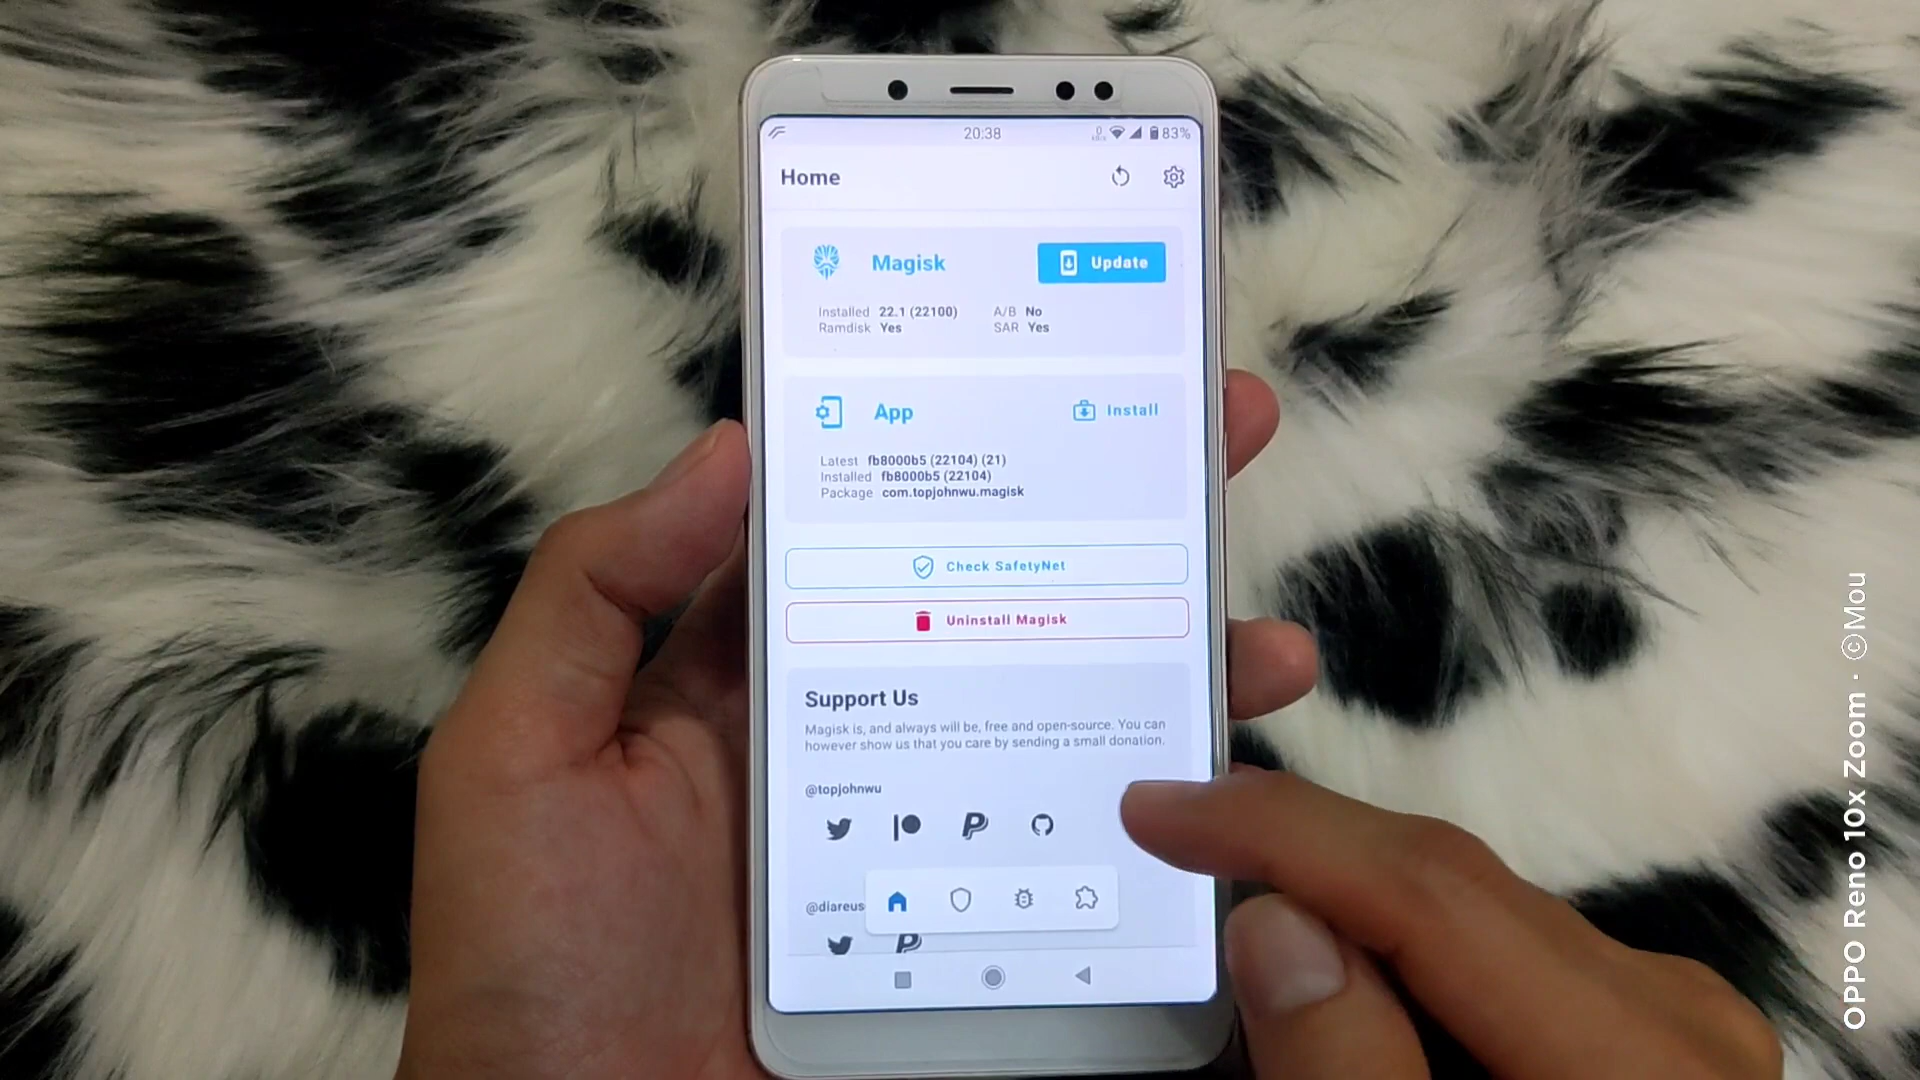 20:38
83%
Home
Magisk
Update
Installed 22.1 (22100)
A/B No
Ramdisk Yes
SAR Yes
App
Install
Latest fb8000b5 (22104) (21)
Installed fb8000b5 (22104)
Package com.topjohnwu.magisk
Check SafetyNet
Uninstall Magisk
Support Us
Magisk is, and always will be, free and open-source. You can
however show us that you care by sending a small donation.
@topjohnwu
@diareus
OPPO Reno 10x Zoom · ©Mou